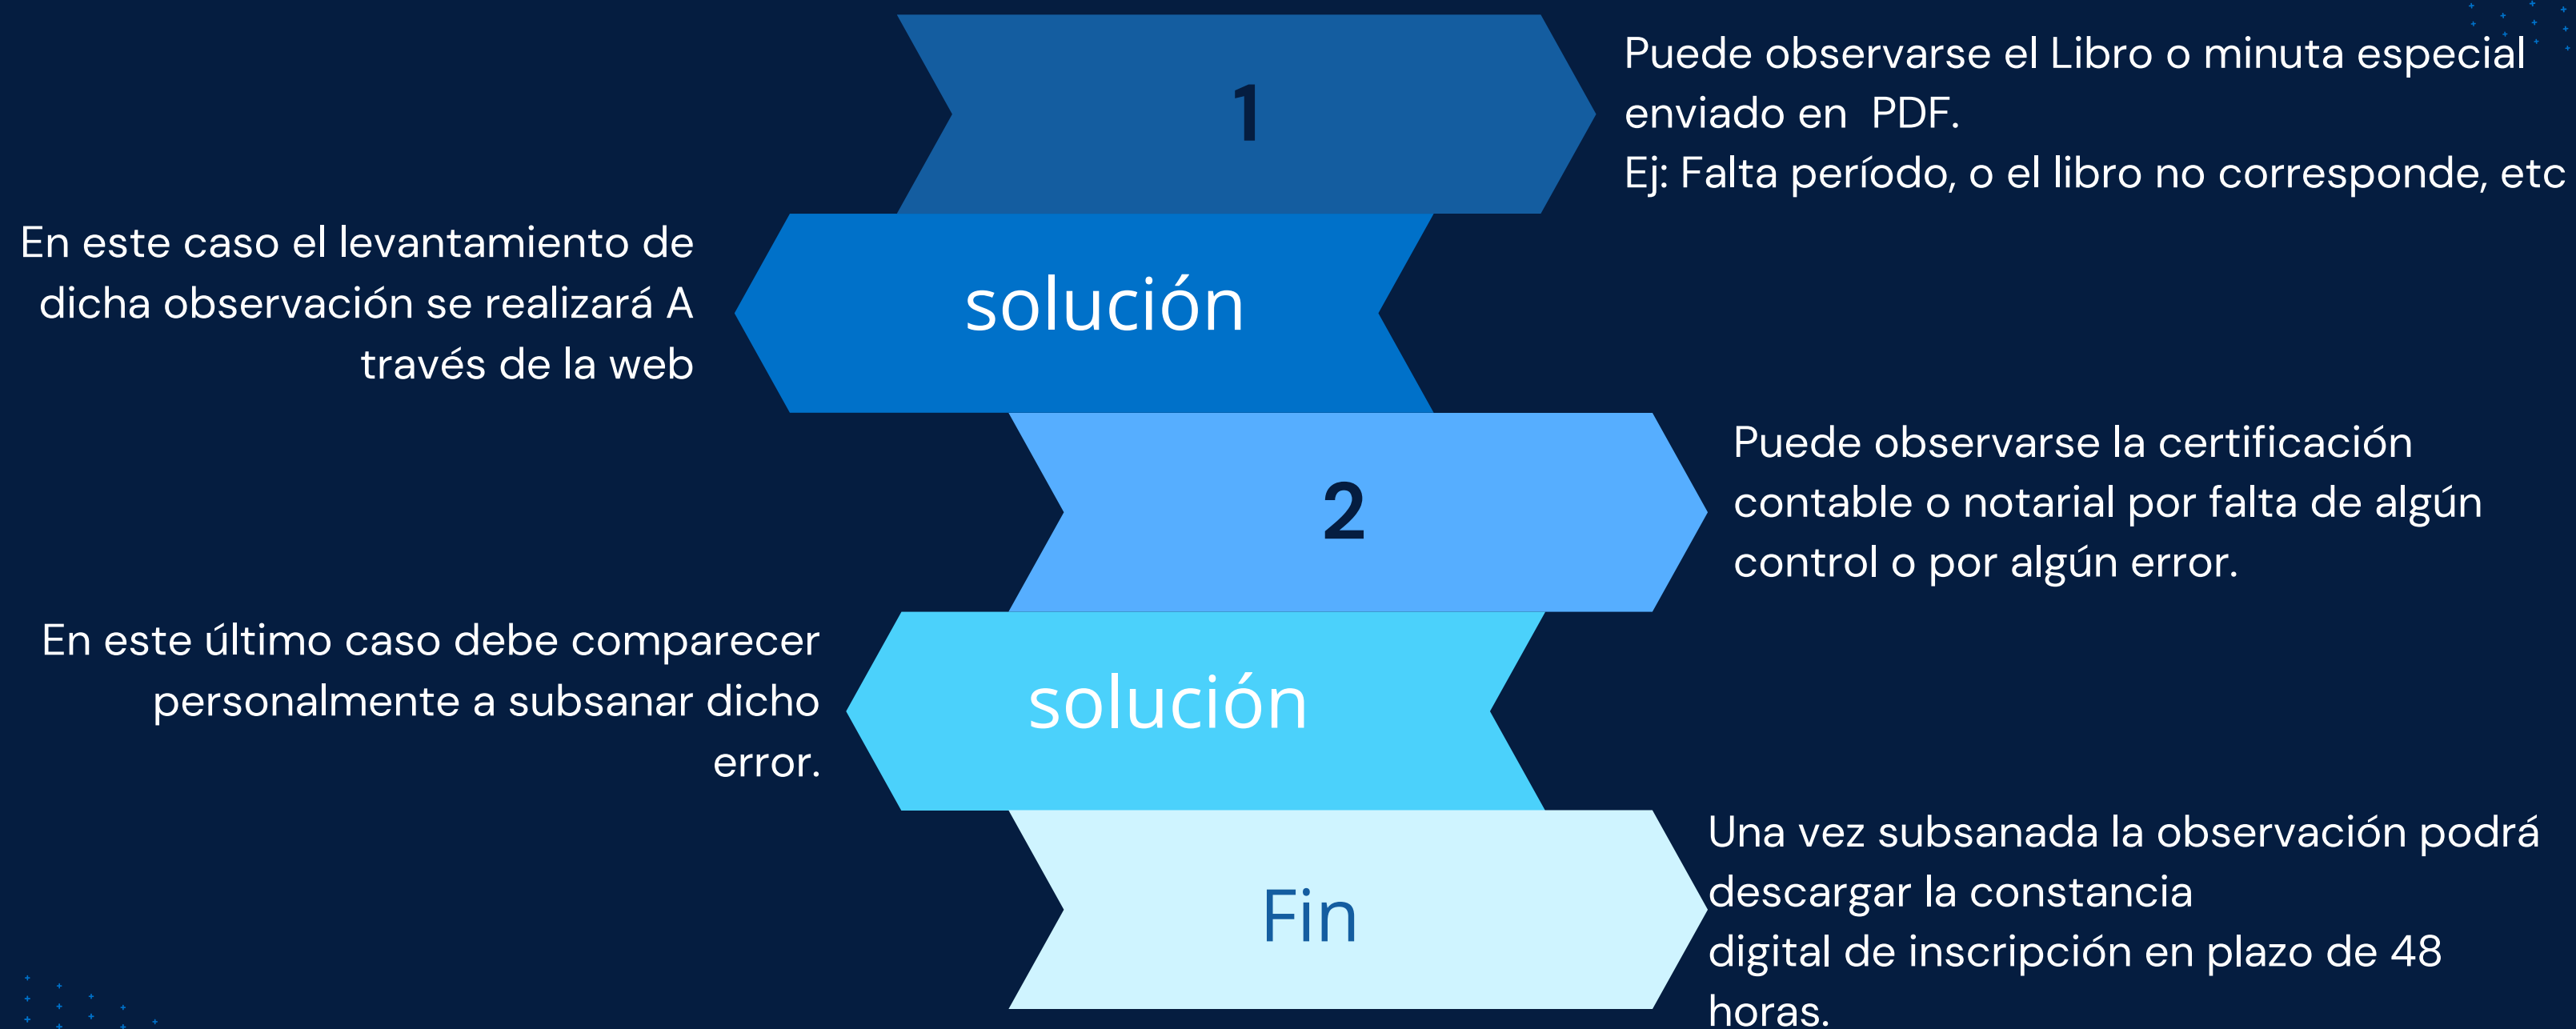 1
Puede observarse el Libro o minuta especial
enviado en PDF.
Ej: Falta período, o el libro no corresponde, etc
En este caso el levantamiento de
dicha observación se realizará A
través de la web
solución
2
Puede observarse la certificación
contable o notarial por falta de algún
control o por algún error.
En este último caso debe comparecer
personalmente a subsanar dicho
error.
solución
Fin
Una vez subsanada la observación podrá
descargar la constancia
digital de inscripción en plazo de 48
horas.